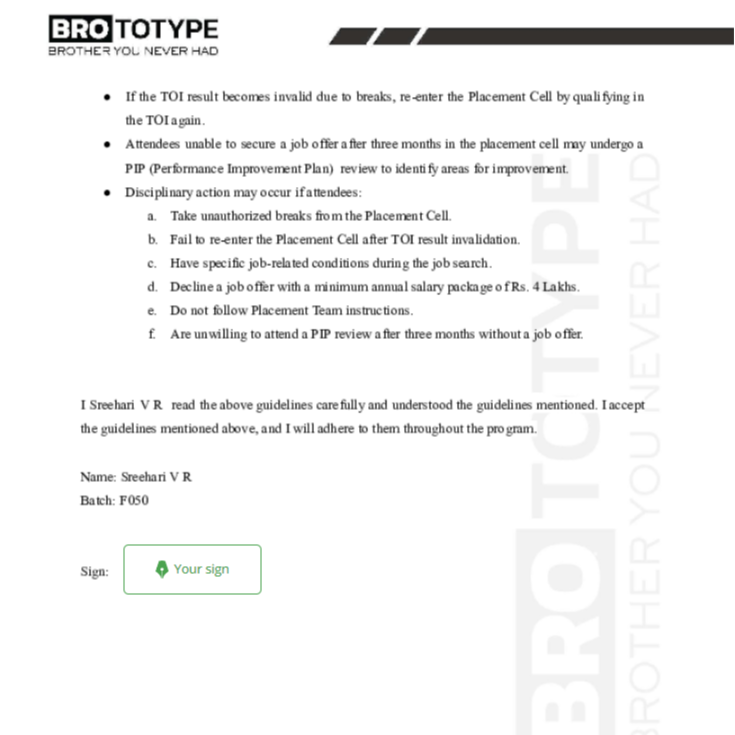 BROTOTYPE
BROTHER YOU NEVER HAD
● If the TOI result becomes invalid due to breaks, re-enter the Placement Cell by qualifying in
the TOI again.
● Attendees unable to secure a job offer after three months in the placement cell may undergo a
PIP (Performance Improvement Plan) review to identify areas for improvement.
● Disciplinary action may occur if attendees:
a. Take unauthorized breaks from the Placement Cell.
b. Fail to re-enter the Placement Cell after TOI result invalidation.
c. Have specific job-related conditions during the job search.
d. Decline a job offer with a minimum annual salary package of Rs. 4 Lakhs.
e. Do not follow Placement Team instructions.
f. Are unwilling to attend a PIP review after three months without a job offer.
I Sreehari V R read the above guidelines carefully and understood the guidelines mentioned. I accept
the guidelines mentioned above, and I will adhere to them throughout the program.
Name: Sreehari V R
Batch: F050
Sign: Your sign
BROTOTYPE
BROTHER YOU NEVER HAD